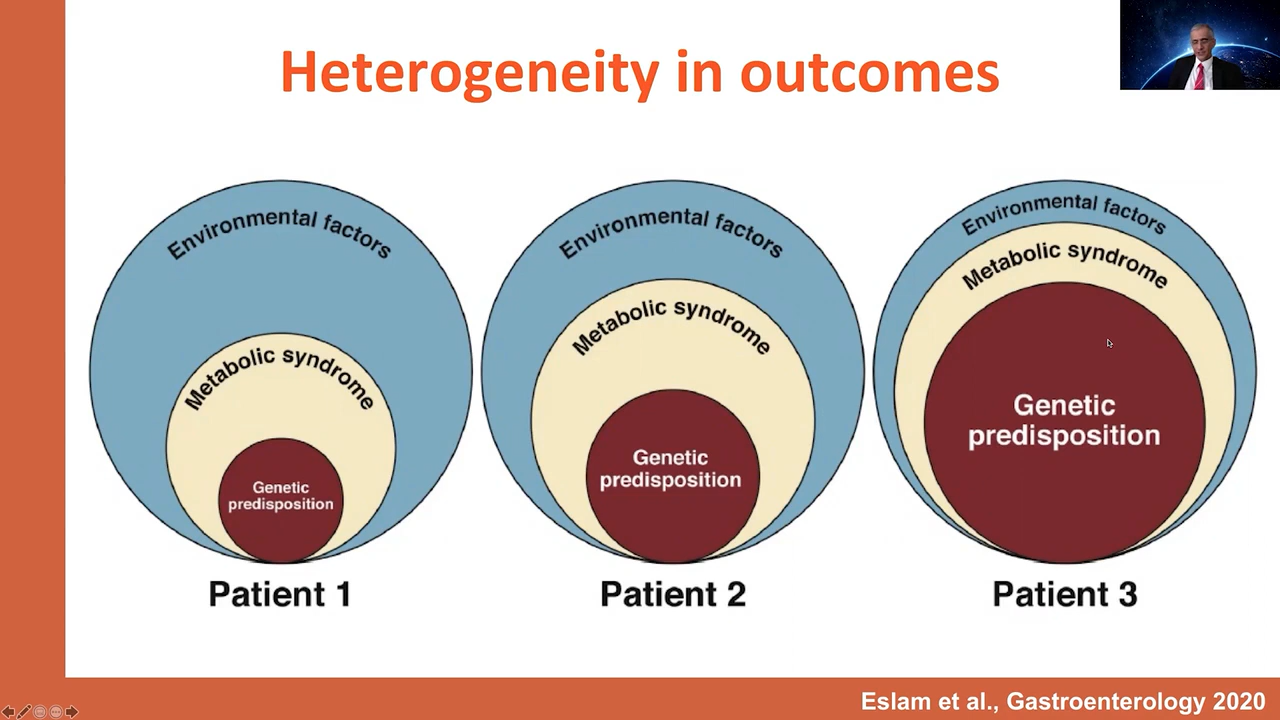 Heterogeneity in outcomes
Environmental factors
Metabolic syndrome
Genetic
predisposition
Patient 1
Environmental factors
Metabolic syndrome
Genetic
predisposition
Patient 2
Environmental factors
Metabolic syndrome
Genetic
predisposition
Patient 3
Eslam et al., Gastroenterology 2020